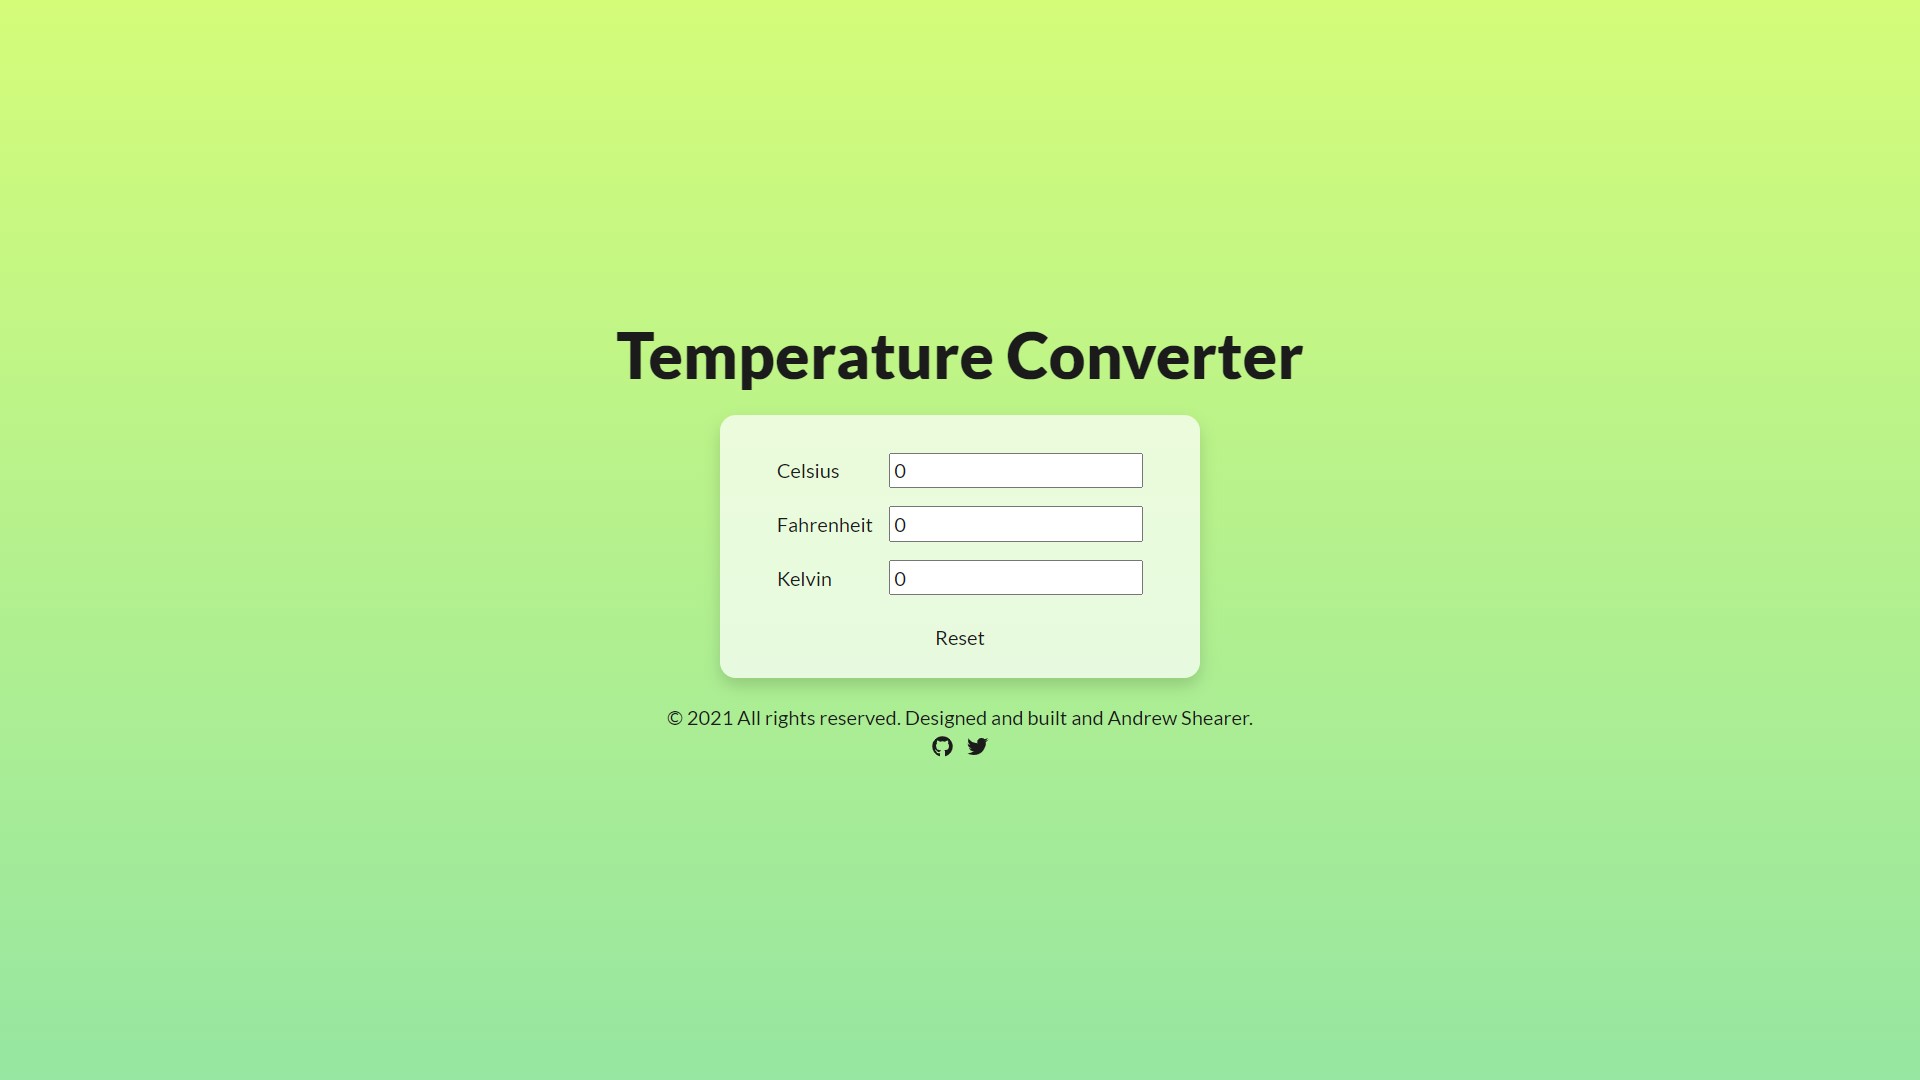 Temperature Converter
Celsius 0
Fahrenheit 0
Kelvin 0
Reset
© 2021 All rights reserved. Designed and built and Andrew Shearer.